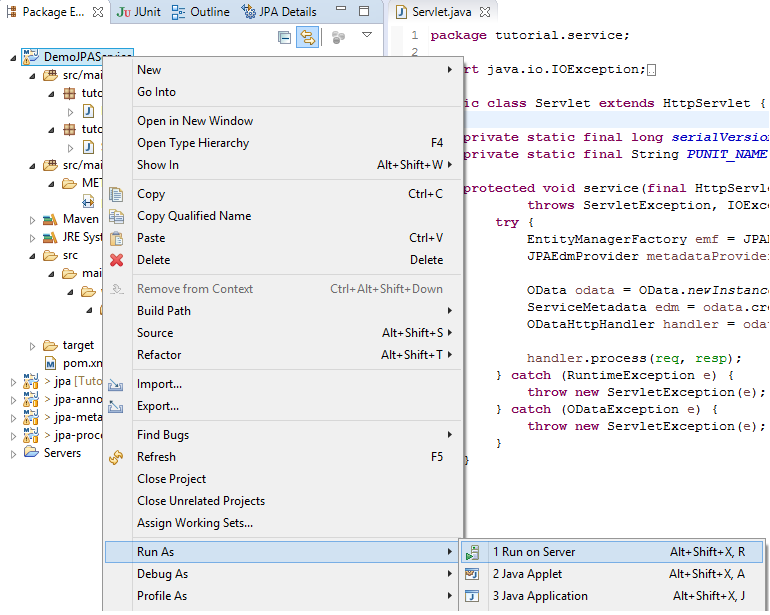 Package E...
JUnit
Outline
JPA Details
Servlet.java
DemoJPAService
src/mai
tuto
J
tuto
J
src/mai
MET
Maven
JRE Syst
src
mai
target
pom.xm
> jpa [Tuto
> jpa-anno
> jpa-meta
> jpa-proc
Servers
New
Go Into
Open in New Window
Open Type Hierarchy F4
Show In Alt+Shift+W
Copy Ctrl+C
Copy Qualified Name
Paste Ctrl+V
Delete Delete
Remove from Context Ctrl+Alt+Shift+Down
Build Path
Source Alt+Shift+S
Refactor Alt+Shift+T
Import...
Export...
Find Bugs
Refresh F5
Close Project
Close Unrelated Projects
Assign Working Sets...
Run As
Debug As
Profile As
1 Run on Server Alt+Shift+X, R
2 Java Applet Alt+Shift+X, A
3 Java Application Alt+Shift+X, J
1 package tutorial.service;
2
rt java.io.IOException;
ic class Servlet extends HttpServlet {
private static final long serialVersio
private static final String PUNIT_NAME
protected void service(final HttpServle
throws ServletException, IOExce
try {
EntityManagerFactory emf = JPAE
JPAEdmProvider metadataProvider
OData odata = OData.newInstance
ServiceMetadata edm = odata.cre
ODataHttpHandler handler = odat
handler.process(req, resp);
} catch (RuntimeException e) {
throw new ServletException(e);
} catch (ODataException e) {
throw new ServletException(e);
}
}